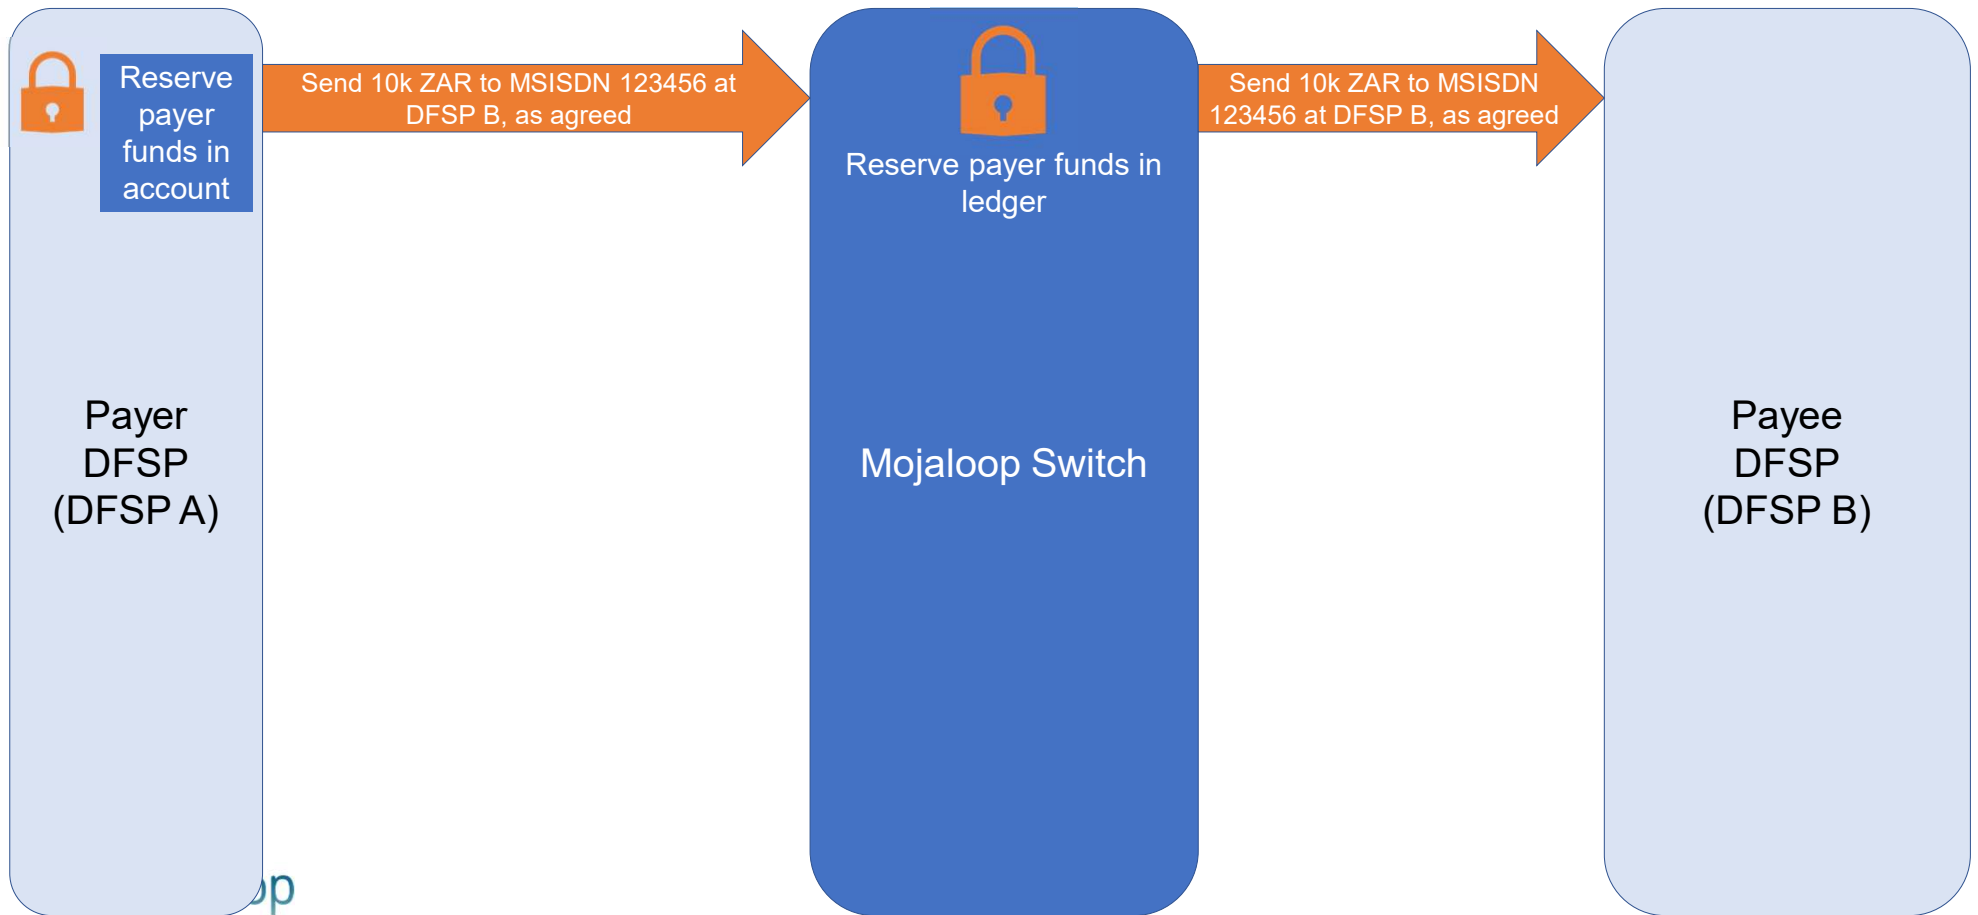 Reserve
payer
funds in
account
Send 10k ZAR to MSISDN 123456 at
DFSP B, as agreed
Reserve payer funds in
ledger
Send 10k ZAR to MSISDN
123456 at DFSP B, as agreed
Payer
DFSP
(DFSP A)
Mojaloop Switch
Payee
DFSP
(DFSP B)